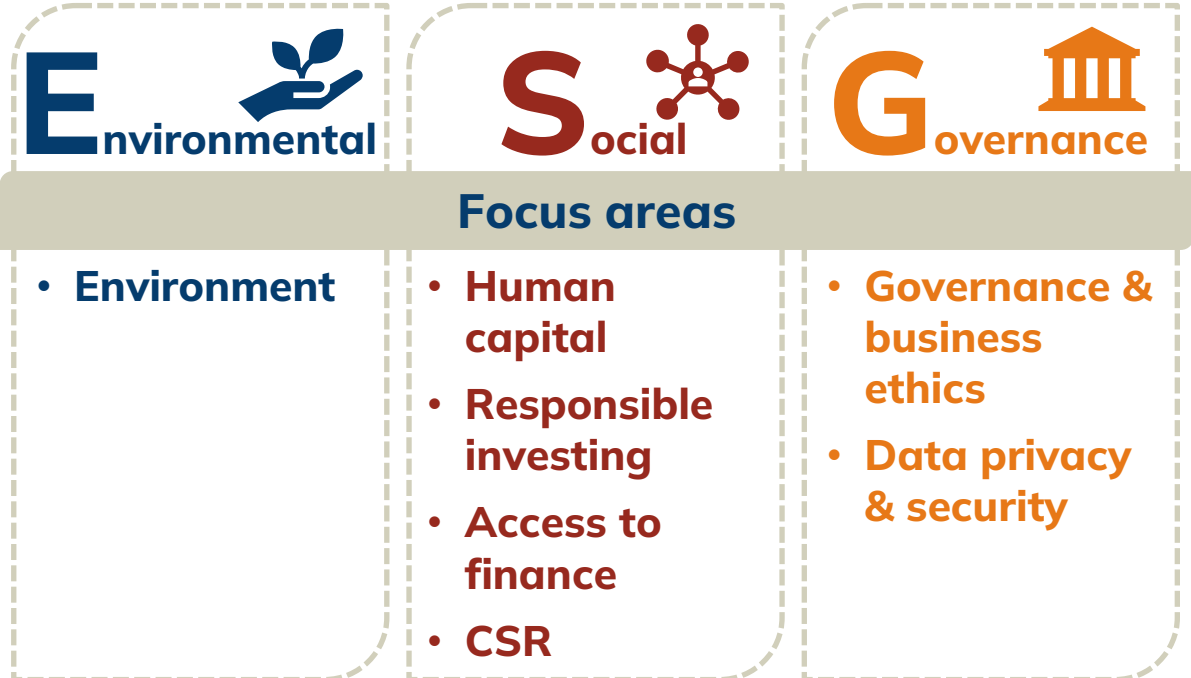 Environmental
Social
Governance
Focus areas
• Environment
• Human
capital
• Responsible
investing
• Access to
finance
• CSR
• Governance &
business
ethics
• Data privacy
& security